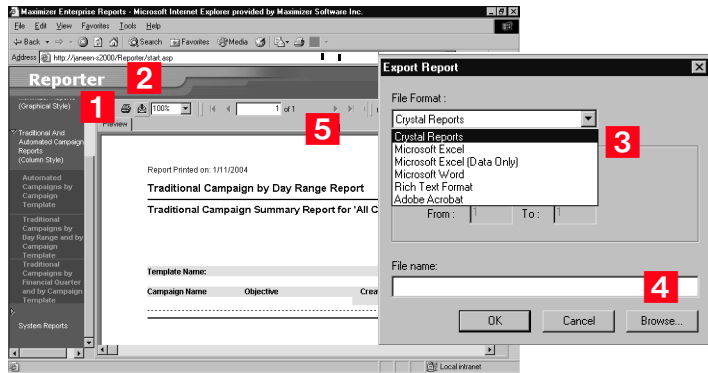 Maximizer Enterprise Reports - Microsoft Internet Explorer provided by Maximizer Software Inc.
File Edit View Favorites Tools Help
Back Search Favorites Media
Address http://janeen-s2000/Reporter/start.asp
Reporter
2
1
(Graphical Style)
Traditional And
Automated Campaign
Reports
(Column Style)
Automated
Campaigns by
Campaign
Template
Traditional
Campaigns by
Day Range and by
Campaign
Template
Traditional
Campaigns by
Financial Quarter
and by Campaign
Template
System Reports
100%
1 of 1
5
Preview
Report Printed on: 1/11/2004
Traditional Campaign by Day Range Report
Traditional Campaign Summary Report for 'All C
Template Name:
Campaign Name Objective Crea
Local intranet
Export Report
File Format :
Crystal Reports
3
Crystal Reports
Microsoft Excel
Microsoft Excel (Data Only)
Microsoft Word
Rich Text Format
Adobe Acrobat
From : 1 To : 1
File name:
4
OK Cancel Browse...